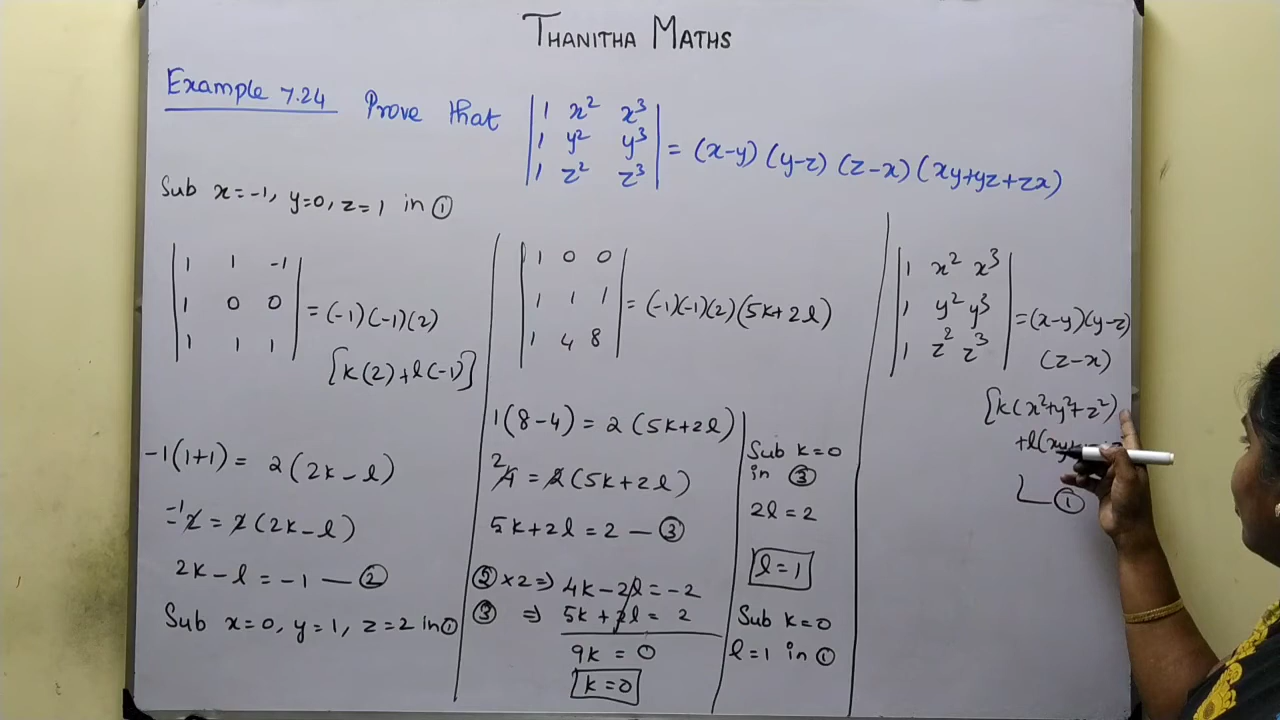 THANITHA MATHS
Example 7.24 Prove that | 1 x² x³ |
| 1 y² y³ | = (x-y) (y-z) (z-x) (xy+yz+zx)
| 1 z² z³ |
Sub x=-1, y=0, z=1 in ①
| 1 1 -1 |
| 1 0 0 | = (-1)(-1)(2)
| 1 1 1 |
[k(2)+l(-1)]
-1(1+1) = 2(2k-l)
-1 -2 = 2(2k-l)
2k-l = -1 — ②
Sub x=0, y=1, z=2 in ①
| 1 0 0 |
| 1 1 1 | = (-1)(-1)(2)(5k+2l)
| 1 4 8 |
1(8-4) = 2(5k+2l)
2 4 = 2(5k+2l)
5k+2l = 2 — ③
② ×2 ⇒ 4k-2l = -2
③ ⇒ 5k+2l = 2
9k = 0
k=0
Sub k=0
in ③
2l = 2
l=1
Sub k=0
l=1 in ①
| 1 x² x³ |
| 1 y² y³ | = (x-y)(y-z)
| 1 z² z³ |
(z-x)
[k(x²+y²+z²)
+l(xy
①